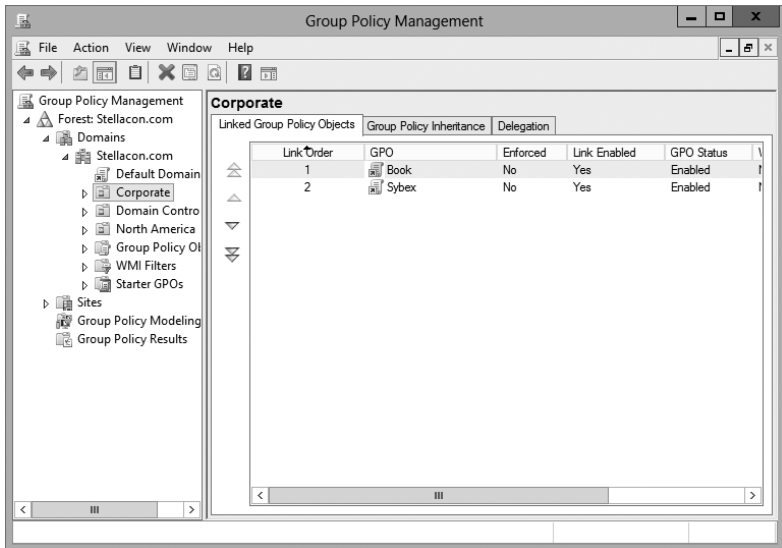 Group Policy Management
File Action View Window Help
Group Policy Management
Forest: Stellacon.com
Domains
Stellacon.com
Default Domain
Corporate
Domain Contro
North America
Group Policy Ob
WMI Filters
Starter GPOs
Sites
Group Policy Modeling
Group Policy Results
Corporate
Linked Group Policy Objects Group Policy Inheritance Delegation
Link Order GPO Enforced Link Enabled GPO Status
1 Book No Yes Enabled
2 Sybex No Yes Enabled